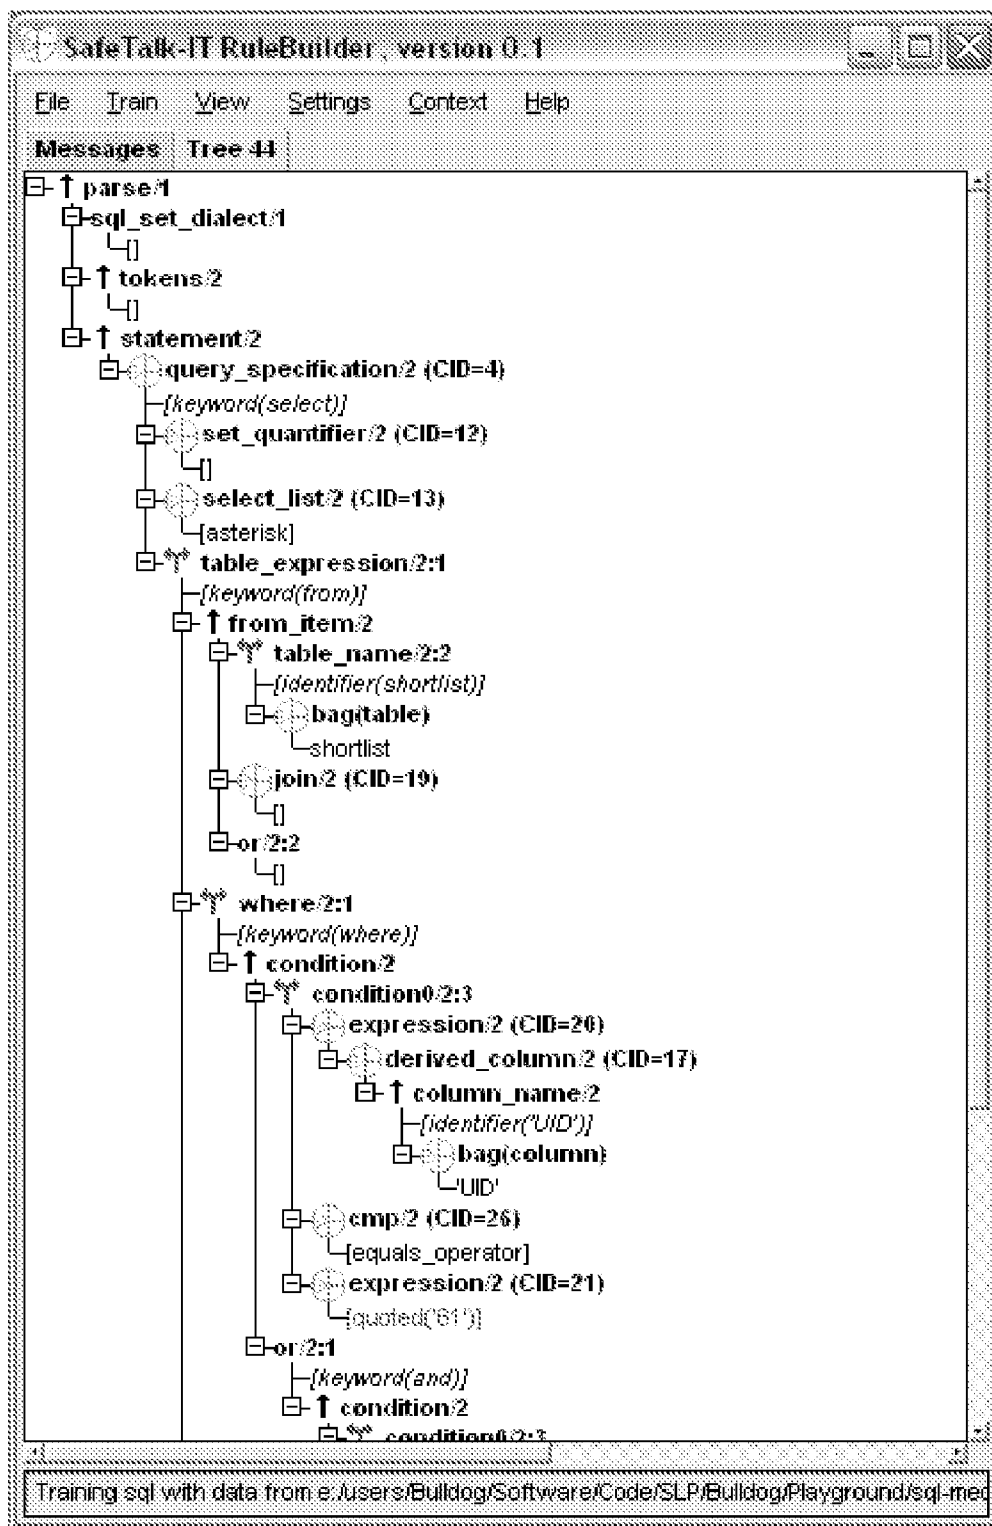 SafeTalk-IT RuleBuilder, version 0.1
File Train View Settings Context Help
Messages Tree 44
parse/1
sql_set_dialect/1
[]
tokens/2
[]
statement/2
query_specification/2 (CID=4)
[keyword(select)]
set_quantifier/2 (CID=12)
[]
select_list/2 (CID=13)
[asterisk]
table_expression/2:1
[keyword(from)]
from_item/2
table_name/2:2
[identifier(shortlist)]
bag(table)
shortlist
join/2 (CID=19)
[]
or/2:2
[]
where/2:1
[keyword(where)]
condition/2
condition0/2:3
expression/2 (CID=20)
derived_column/2 (CID=17)
column_name/2
[identifier('UID')]
bag(column)
'UID'
cmp/2 (CID=26)
[equals_operator]
expression/2 (CID=21)
[quoted('61')]
or/2:1
[keyword(and)]
condition/2
condition0/2:3
Training sql with data from e:/users/Bulldog/Software/Code/SLP/Bulldog/Playground/sql-med